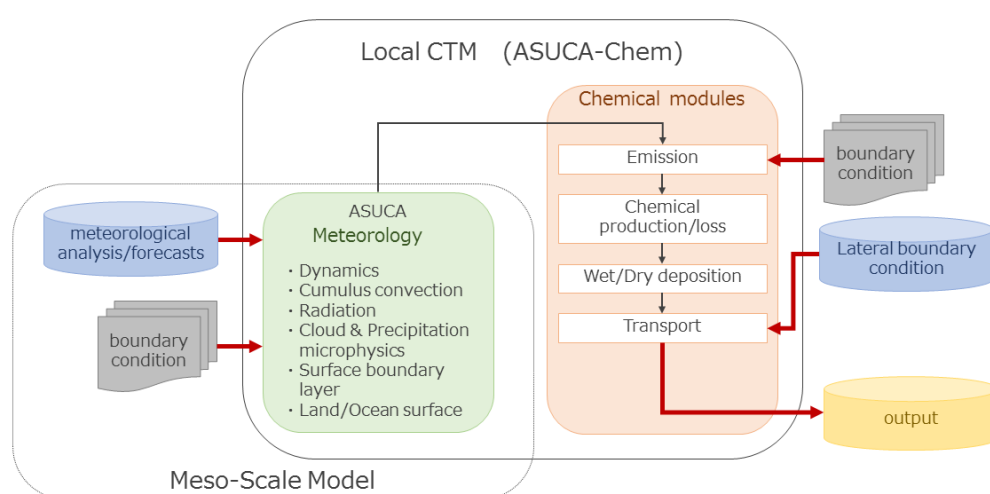 Local CTM (ASUCA-Chem)
Chemical modules
Emission
Chemical
production/loss
Wet/Dry deposition
Transport
boundary
condition
Lateral boundary
condition
output
meteorological
analysis/forecasts
boundary
condition
ASUCA
Meteorology
・Dynamics
・Cumulus convection
・Radiation
・Cloud & Precipitation
microphysics
・Surface boundary
layer
・Land/Ocean surface
Meso-Scale Model